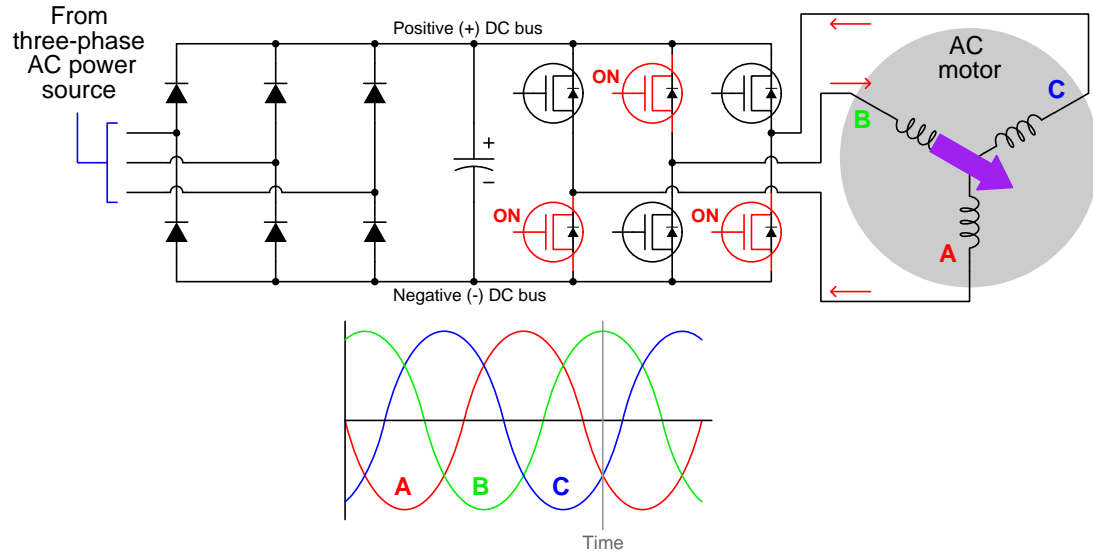 From
three-phase
AC power
source
Positive (+) DC bus
ON
ON
ON
+
−
Negative (-) DC bus
AC
motor
B
C
A
A
B
C
Time